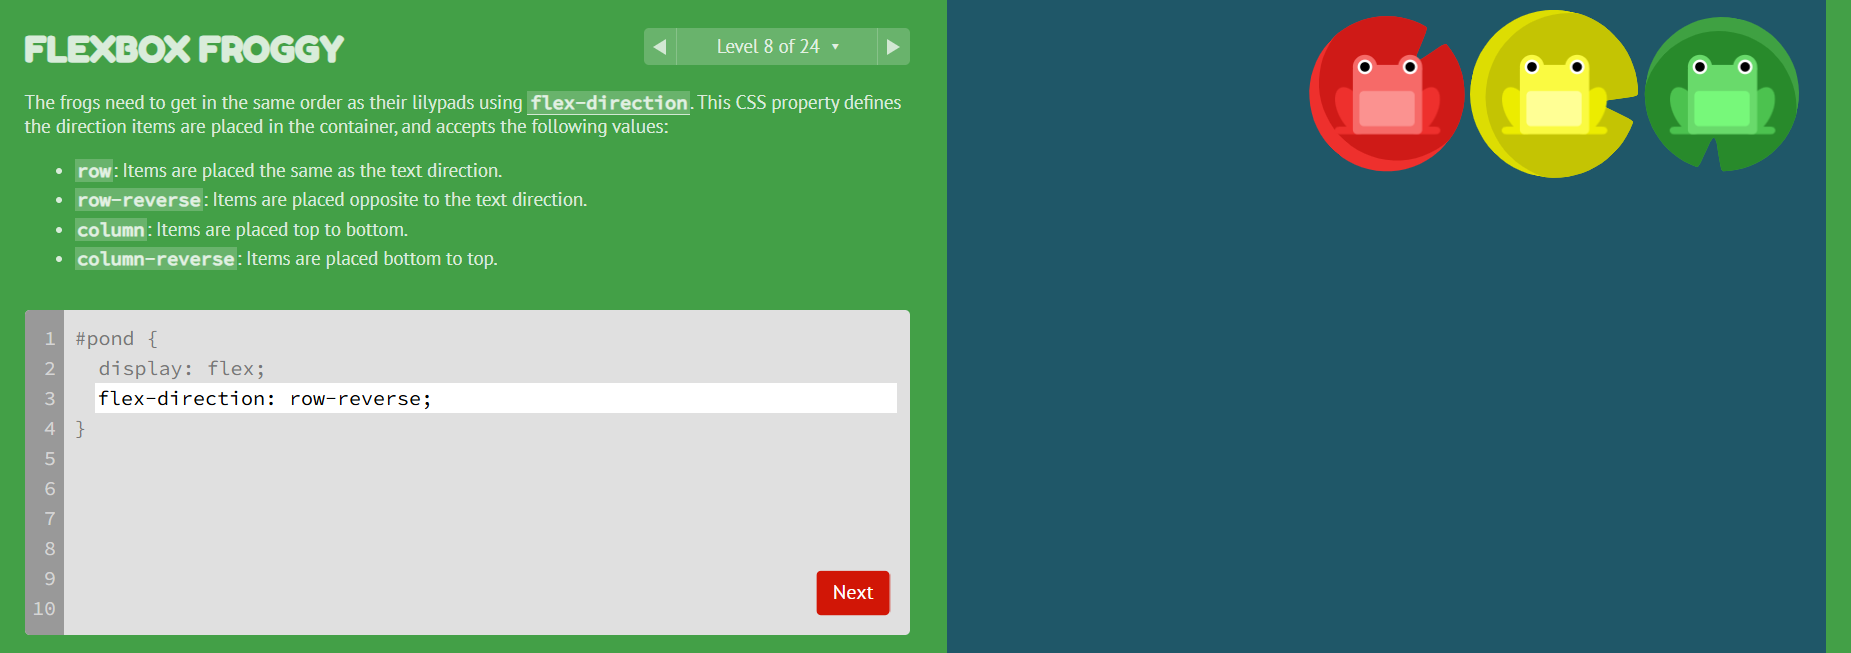 FLEXBOX FROGGY
◀ Level 8 of 24 ▼ ▶
The frogs need to get in the same order as their lilypads using flex-direction. This CSS property defines
the direction items are placed in the container, and accepts the following values:
• row: Items are placed the same as the text direction.
• row-reverse: Items are placed opposite to the text direction.
• column: Items are placed top to bottom.
• column-reverse: Items are placed bottom to top.
1 #pond {
2 display: flex;
3 flex-direction: row-reverse;
4 }
5
6
7
8
9
10
Next